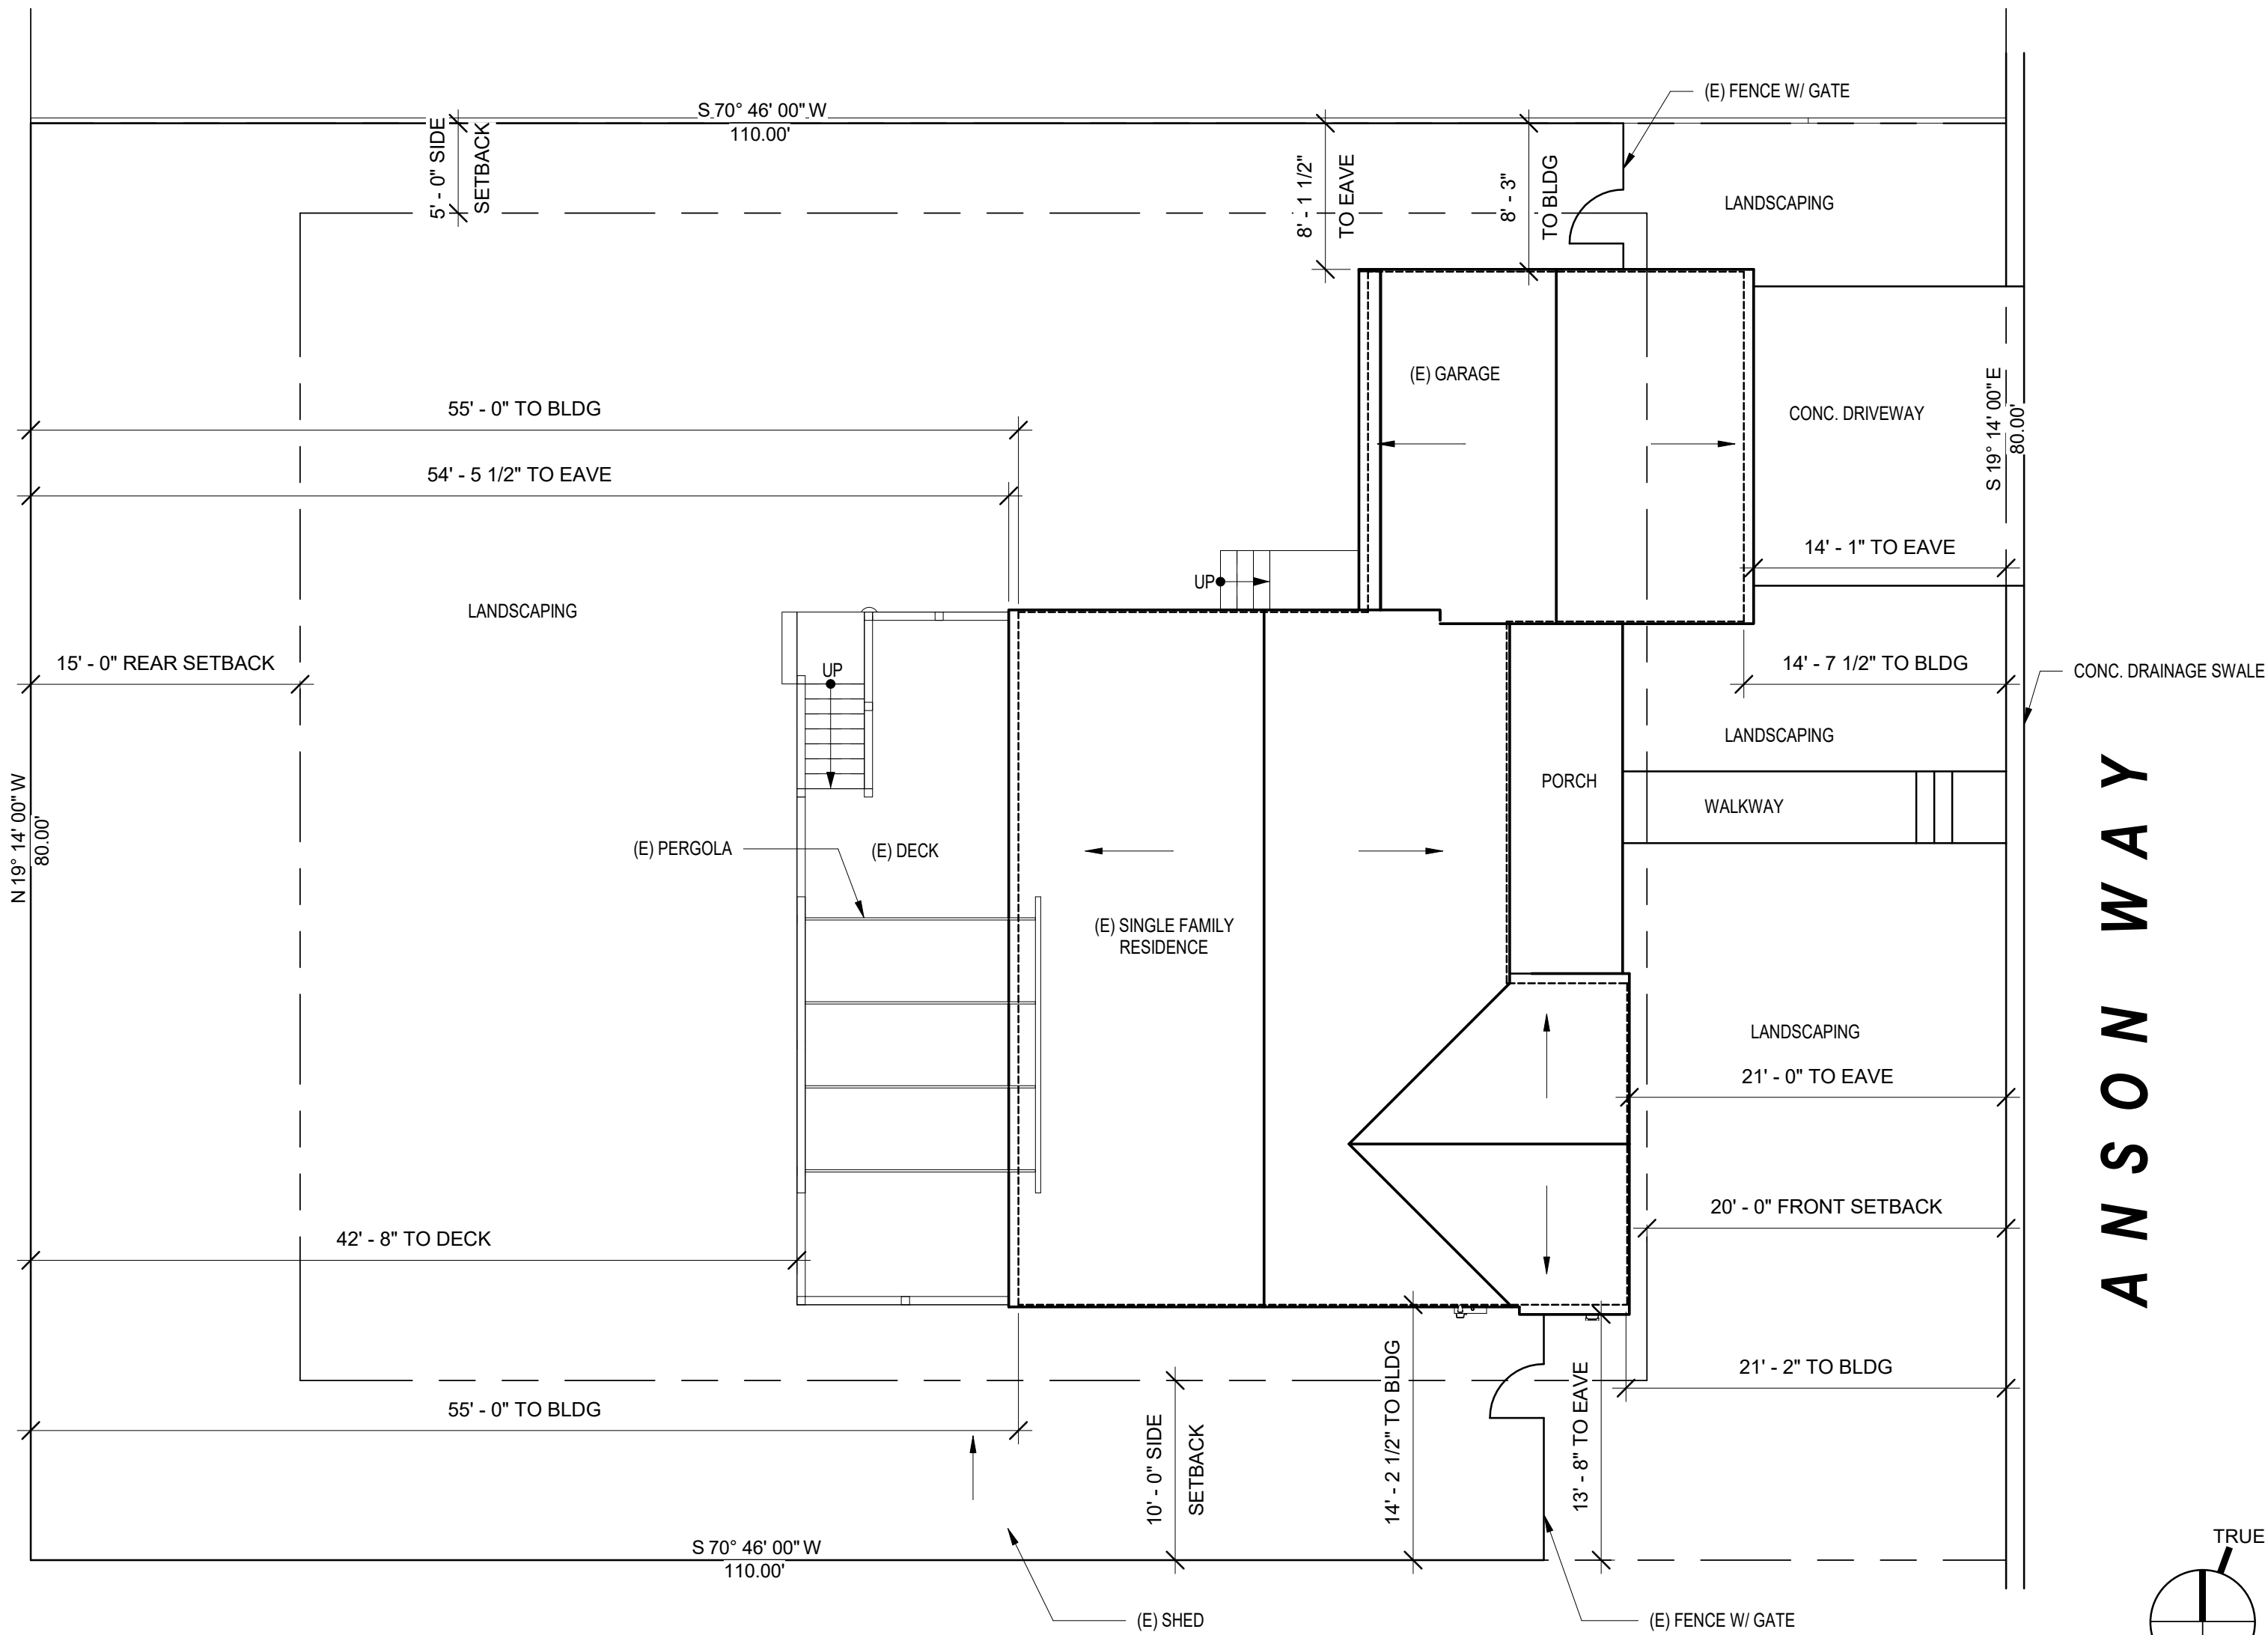 (E) FENCE W/ GATE
S 70° 46' 00" W
110.00'
5' - 0" SIDE
SETBACK
8' - 1 1/2"
TO EAVE
8' - 3"
TO BLDG
LANDSCAPING
(E) GARAGE
55' - 0" TO BLDG
CONC. DRIVEWAY
S 19° 14' 00" E
80.00'
54' - 5 1/2" TO EAVE
14' - 1" TO EAVE
UP
LANDSCAPING
15' - 0" REAR SETBACK
UP
14' - 7 1/2" TO BLDG
CONC. DRAINAGE SWALE
LANDSCAPING
PORCH
WALKWAY
N 19° 14' 00" W
80.00'
(E) PERGOLA
(E) DECK
(E) SINGLE FAMILY
RESIDENCE
ANSON WAY
LANDSCAPING
21' - 0" TO EAVE
20' - 0" FRONT SETBACK
42' - 8" TO DECK
21' - 2" TO BLDG
55' - 0" TO BLDG
10' - 0" SIDE
SETBACK
14' - 2 1/2" TO BLDG
13' - 8" TO EAVE
S 70° 46' 00" W
110.00'
TRUE
(E) SHED
(E) FENCE W/ GATE